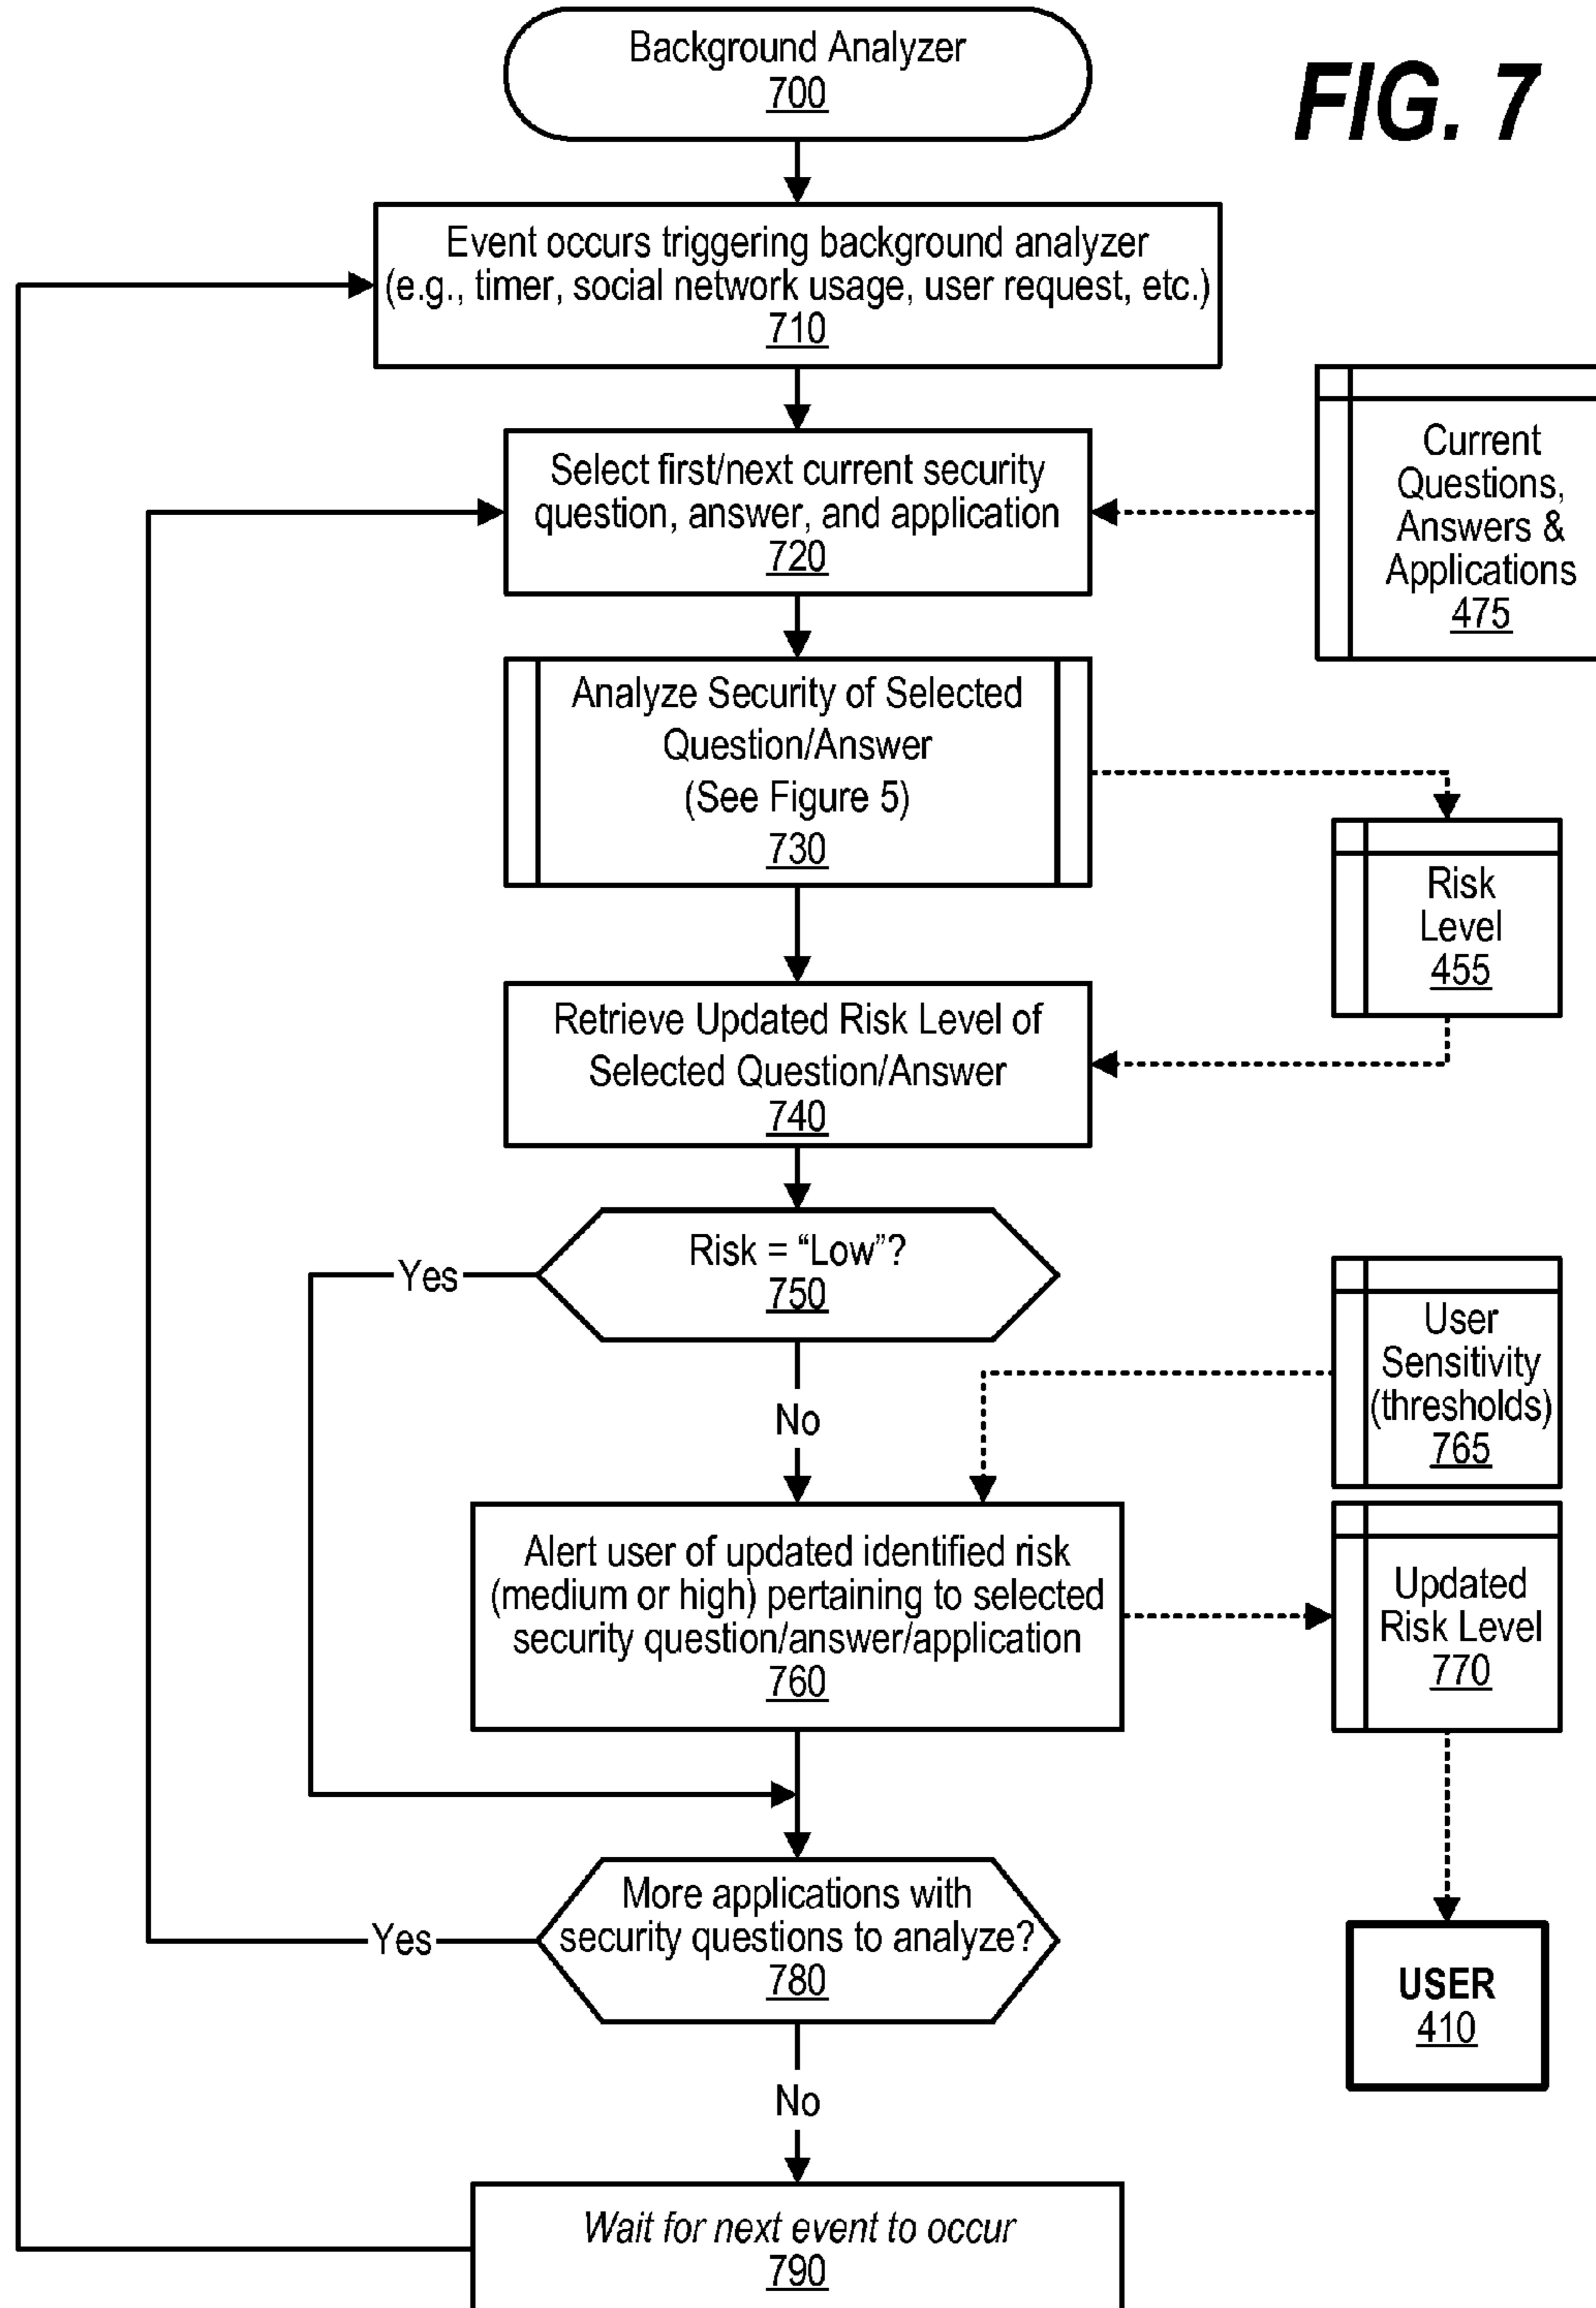 Background Analyzer
700
FIG. 7
Event occurs triggering background analyzer
(e.g., timer, social network usage, user request, etc.)
710
Select first/next current security
question, answer, and application
720
Current
Questions,
Answers &
Applications
475
Analyze Security of Selected
Question/Answer
(See Figure 5)
730
Risk
Level
455
Retrieve Updated Risk Level of
Selected Question/Answer
740
Risk = “Low”?
750
Yes
No
User
Sensitivity
(thresholds)
765
Alert user of updated identified risk
(medium or high) pertaining to selected
security question/answer/application
760
Updated
Risk Level
770
More applications with
security questions to analyze?
780
Yes
No
USER
410
Wait for next event to occur
790